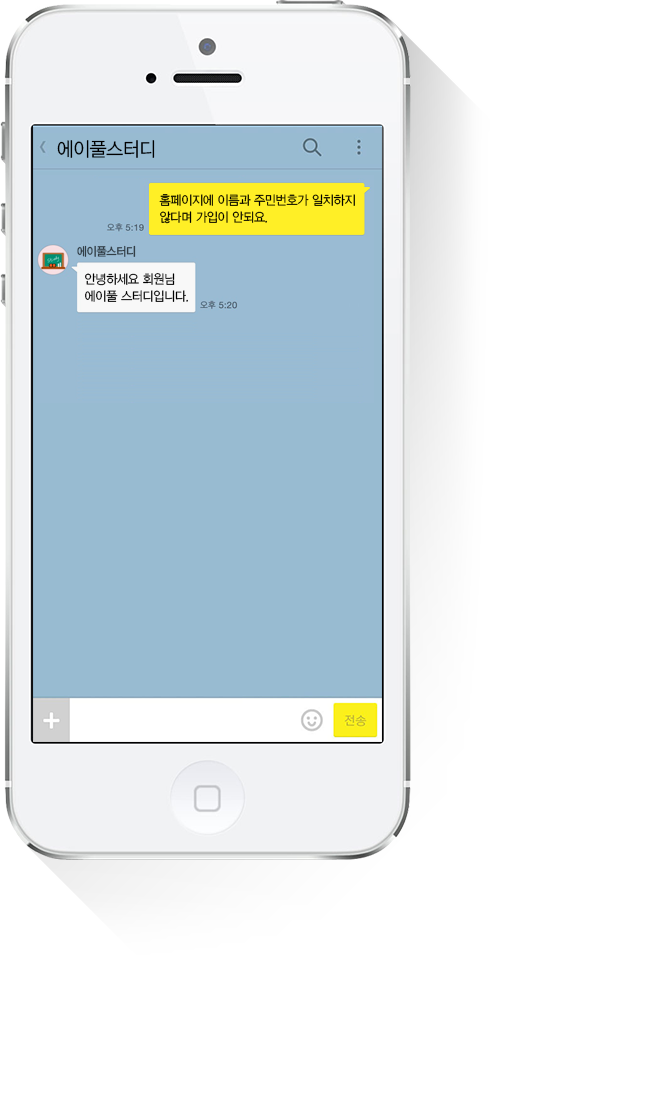 에이풀스터디
홈페이지에 이름과 주민번호가 일치하지
않다며 가입이 안되요.
오후 5:19
에이풀스터디
안녕하세요 회원님
에이풀 스터디입니다.
오후 5:20
전송